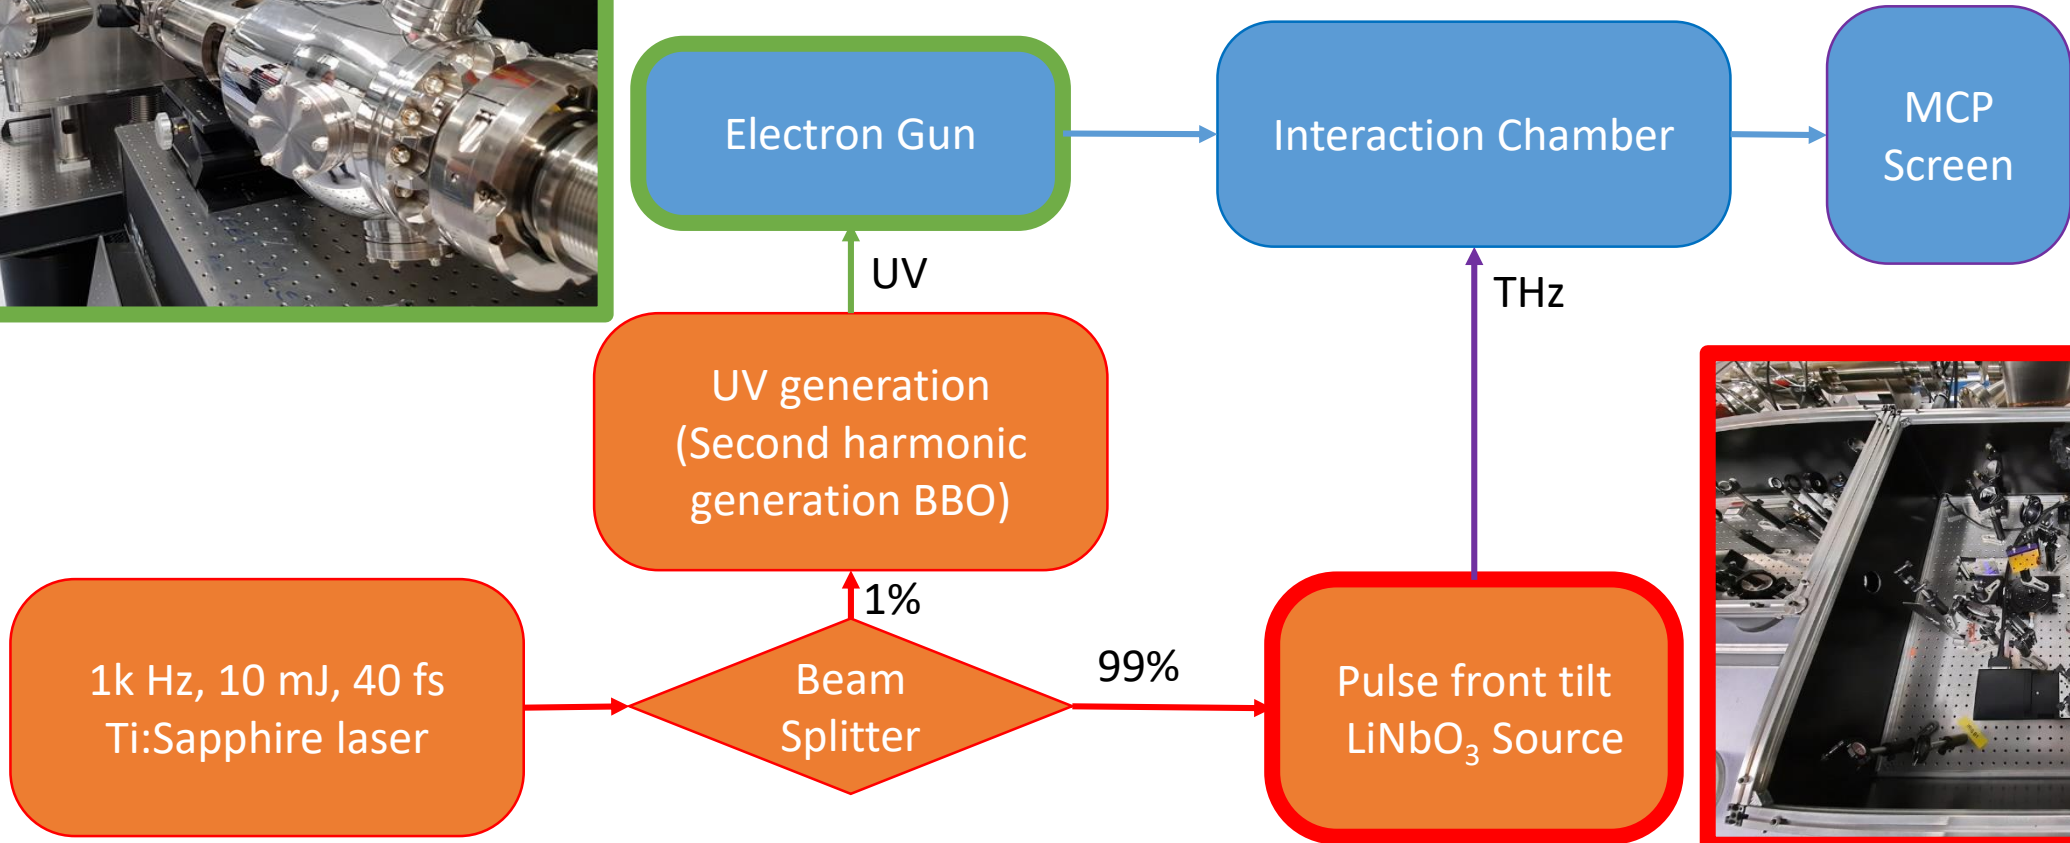 Electron Gun
Interaction Chamber
MCP
Screen
UV
THz
UV generation
(Second harmonic
generation BBO)
1%
1k Hz, 10 mJ, 40 fs
Ti:Sapphire laser
Beam
Splitter
99%
Pulse front tilt
LiNbO₃ Source